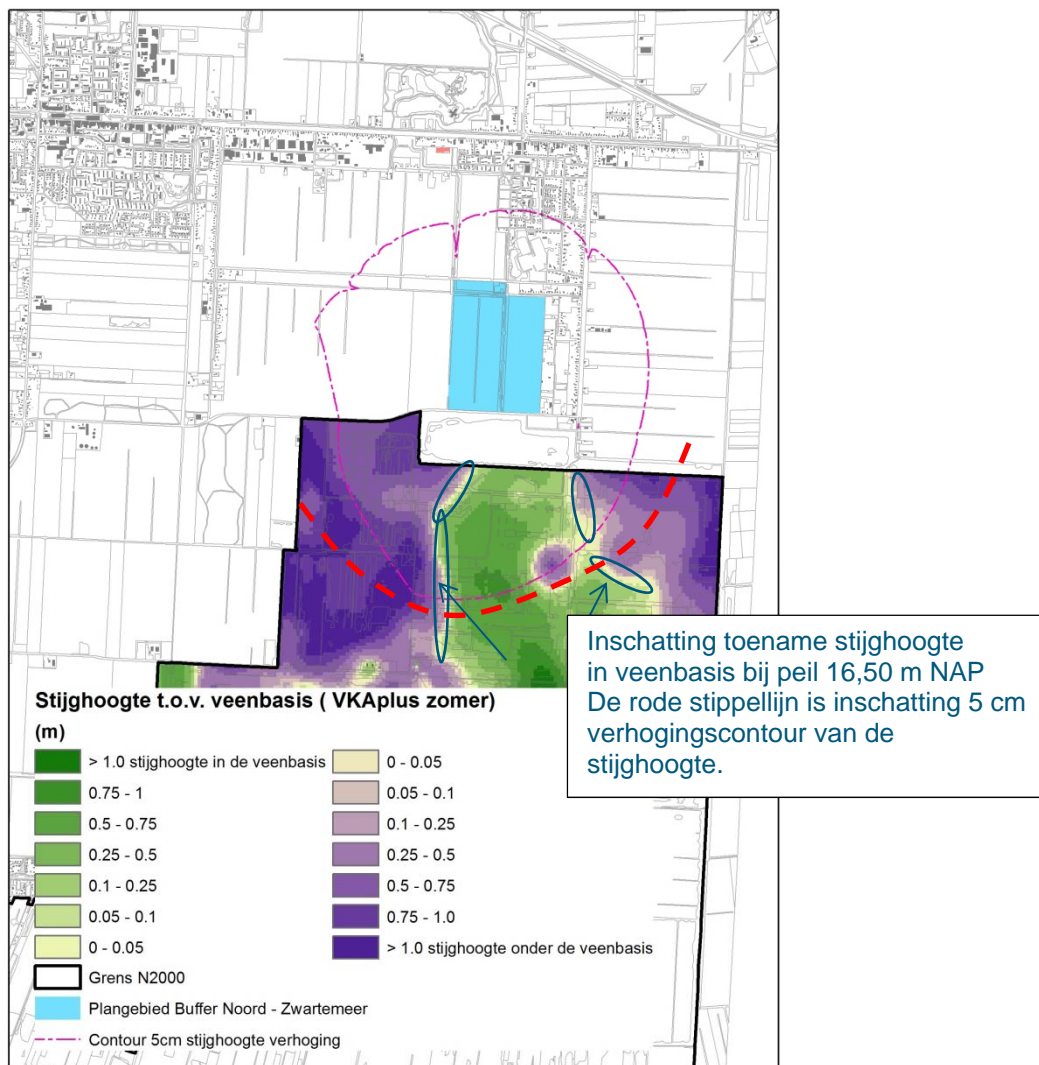 Inschatting toename stijghoogte
in veenbasis bij peil 16,50 m NAP
De rode stippellijn is inschatting 5 cm
verhogingscontour van de
stijghoogte.
Stijghoogte t.o.v. veenbasis ( VKAplus zomer)
(m)
> 1.0 stijghoogte in de veenbasis
0.75 - 1
0.5 - 0.75
0.25 - 0.5
0.1 - 0.25
0.05 - 0.1
0 - 0.05
0 - 0.05
0.05 - 0.1
0.1 - 0.25
0.25 - 0.5
0.5 - 0.75
0.75 - 1.0
> 1.0 stijghoogte onder de veenbasis
Grens N2000
Plangebied Buffer Noord - Zwartemeer
Contour 5cm stijghoogte verhoging